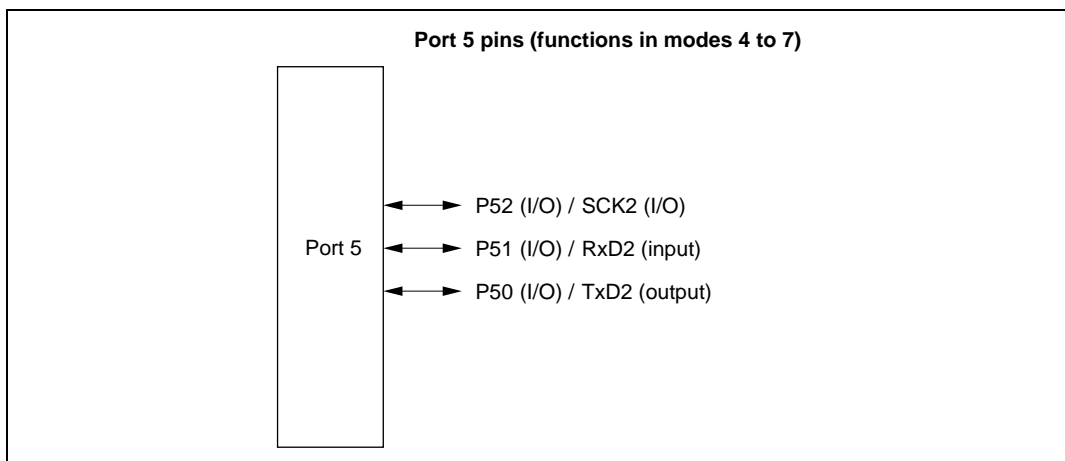 Port 5 pins (functions in modes 4 to 7)
P52 (I/O) / SCK2 (I/O)
Port 5
P51 (I/O) / RxD2 (input)
P50 (I/O) / TxD2 (output)